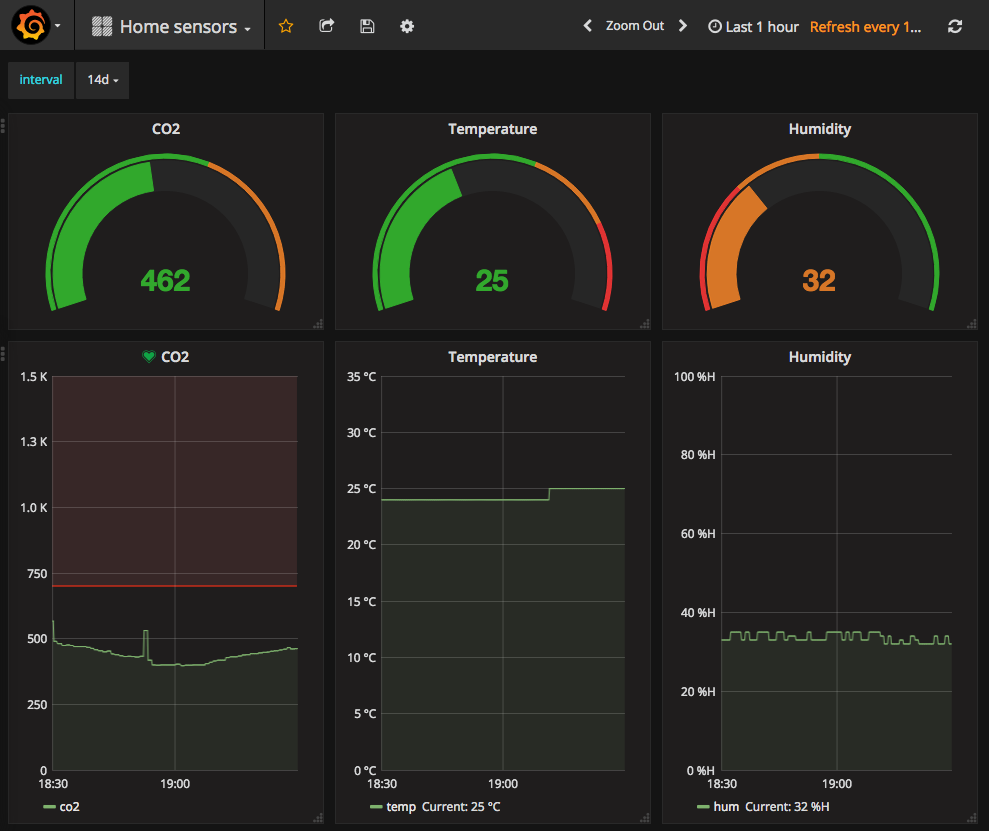 Home sensors
Zoom Out
Last 1 hour
Refresh every 1...
interval
14d
CO2
462
Temperature
25
Humidity
32
CO2
1.5 K
1.3 K
1.0 K
750
500
250
0
18:30
19:00
co2
Temperature
35 °C
30 °C
25 °C
20 °C
15 °C
10 °C
5 °C
0 °C
18:30
19:00
temp Current: 25 °C
Humidity
100 %H
80 %H
60 %H
40 %H
20 %H
0 %H
18:30
19:00
hum Current: 32 %H